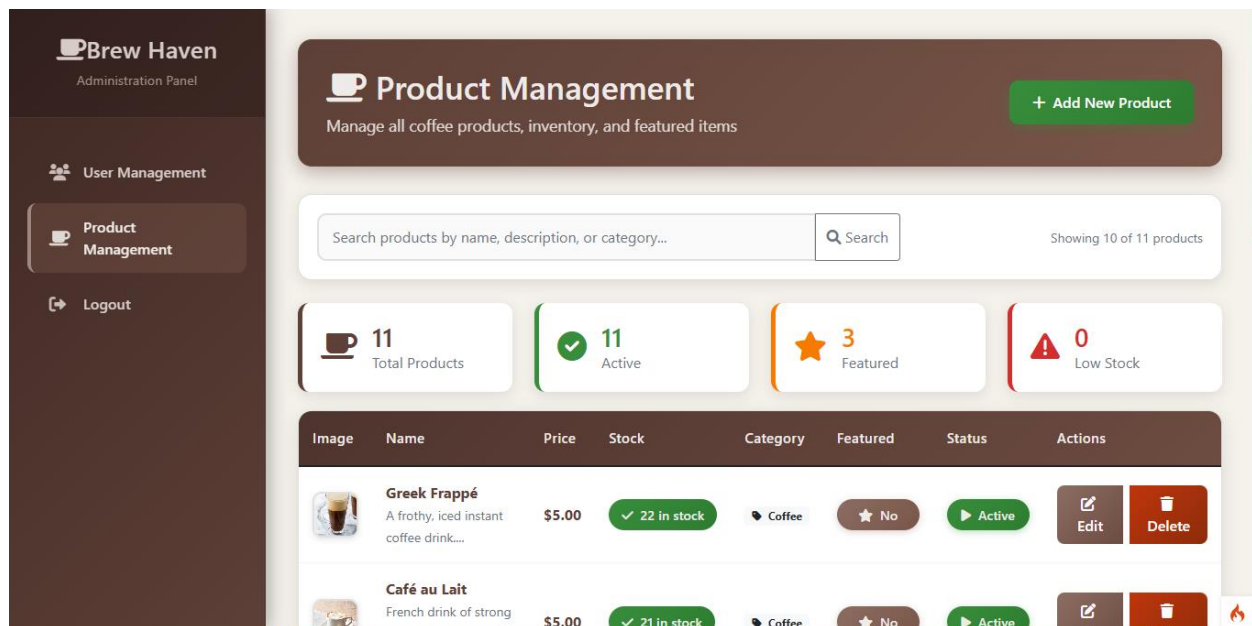 Brew Haven
Administration Panel
User Management
Product
Management
Logout
Product Management
Manage all coffee products, inventory, and featured items
+ Add New Product
Search products by name, description, or category...
Search
Showing 10 of 11 products
11
Total Products
11
Active
3
Featured
0
Low Stock
Image Name Price Stock Category Featured Status Actions
Greek Frappé
A frothy, iced instant
coffee drink....
$5.00
22 in stock
Coffee
No
Active
Edit
Delete
Café au Lait
French drink of strong
$5.00
21 in stock
Coffee
No
Active